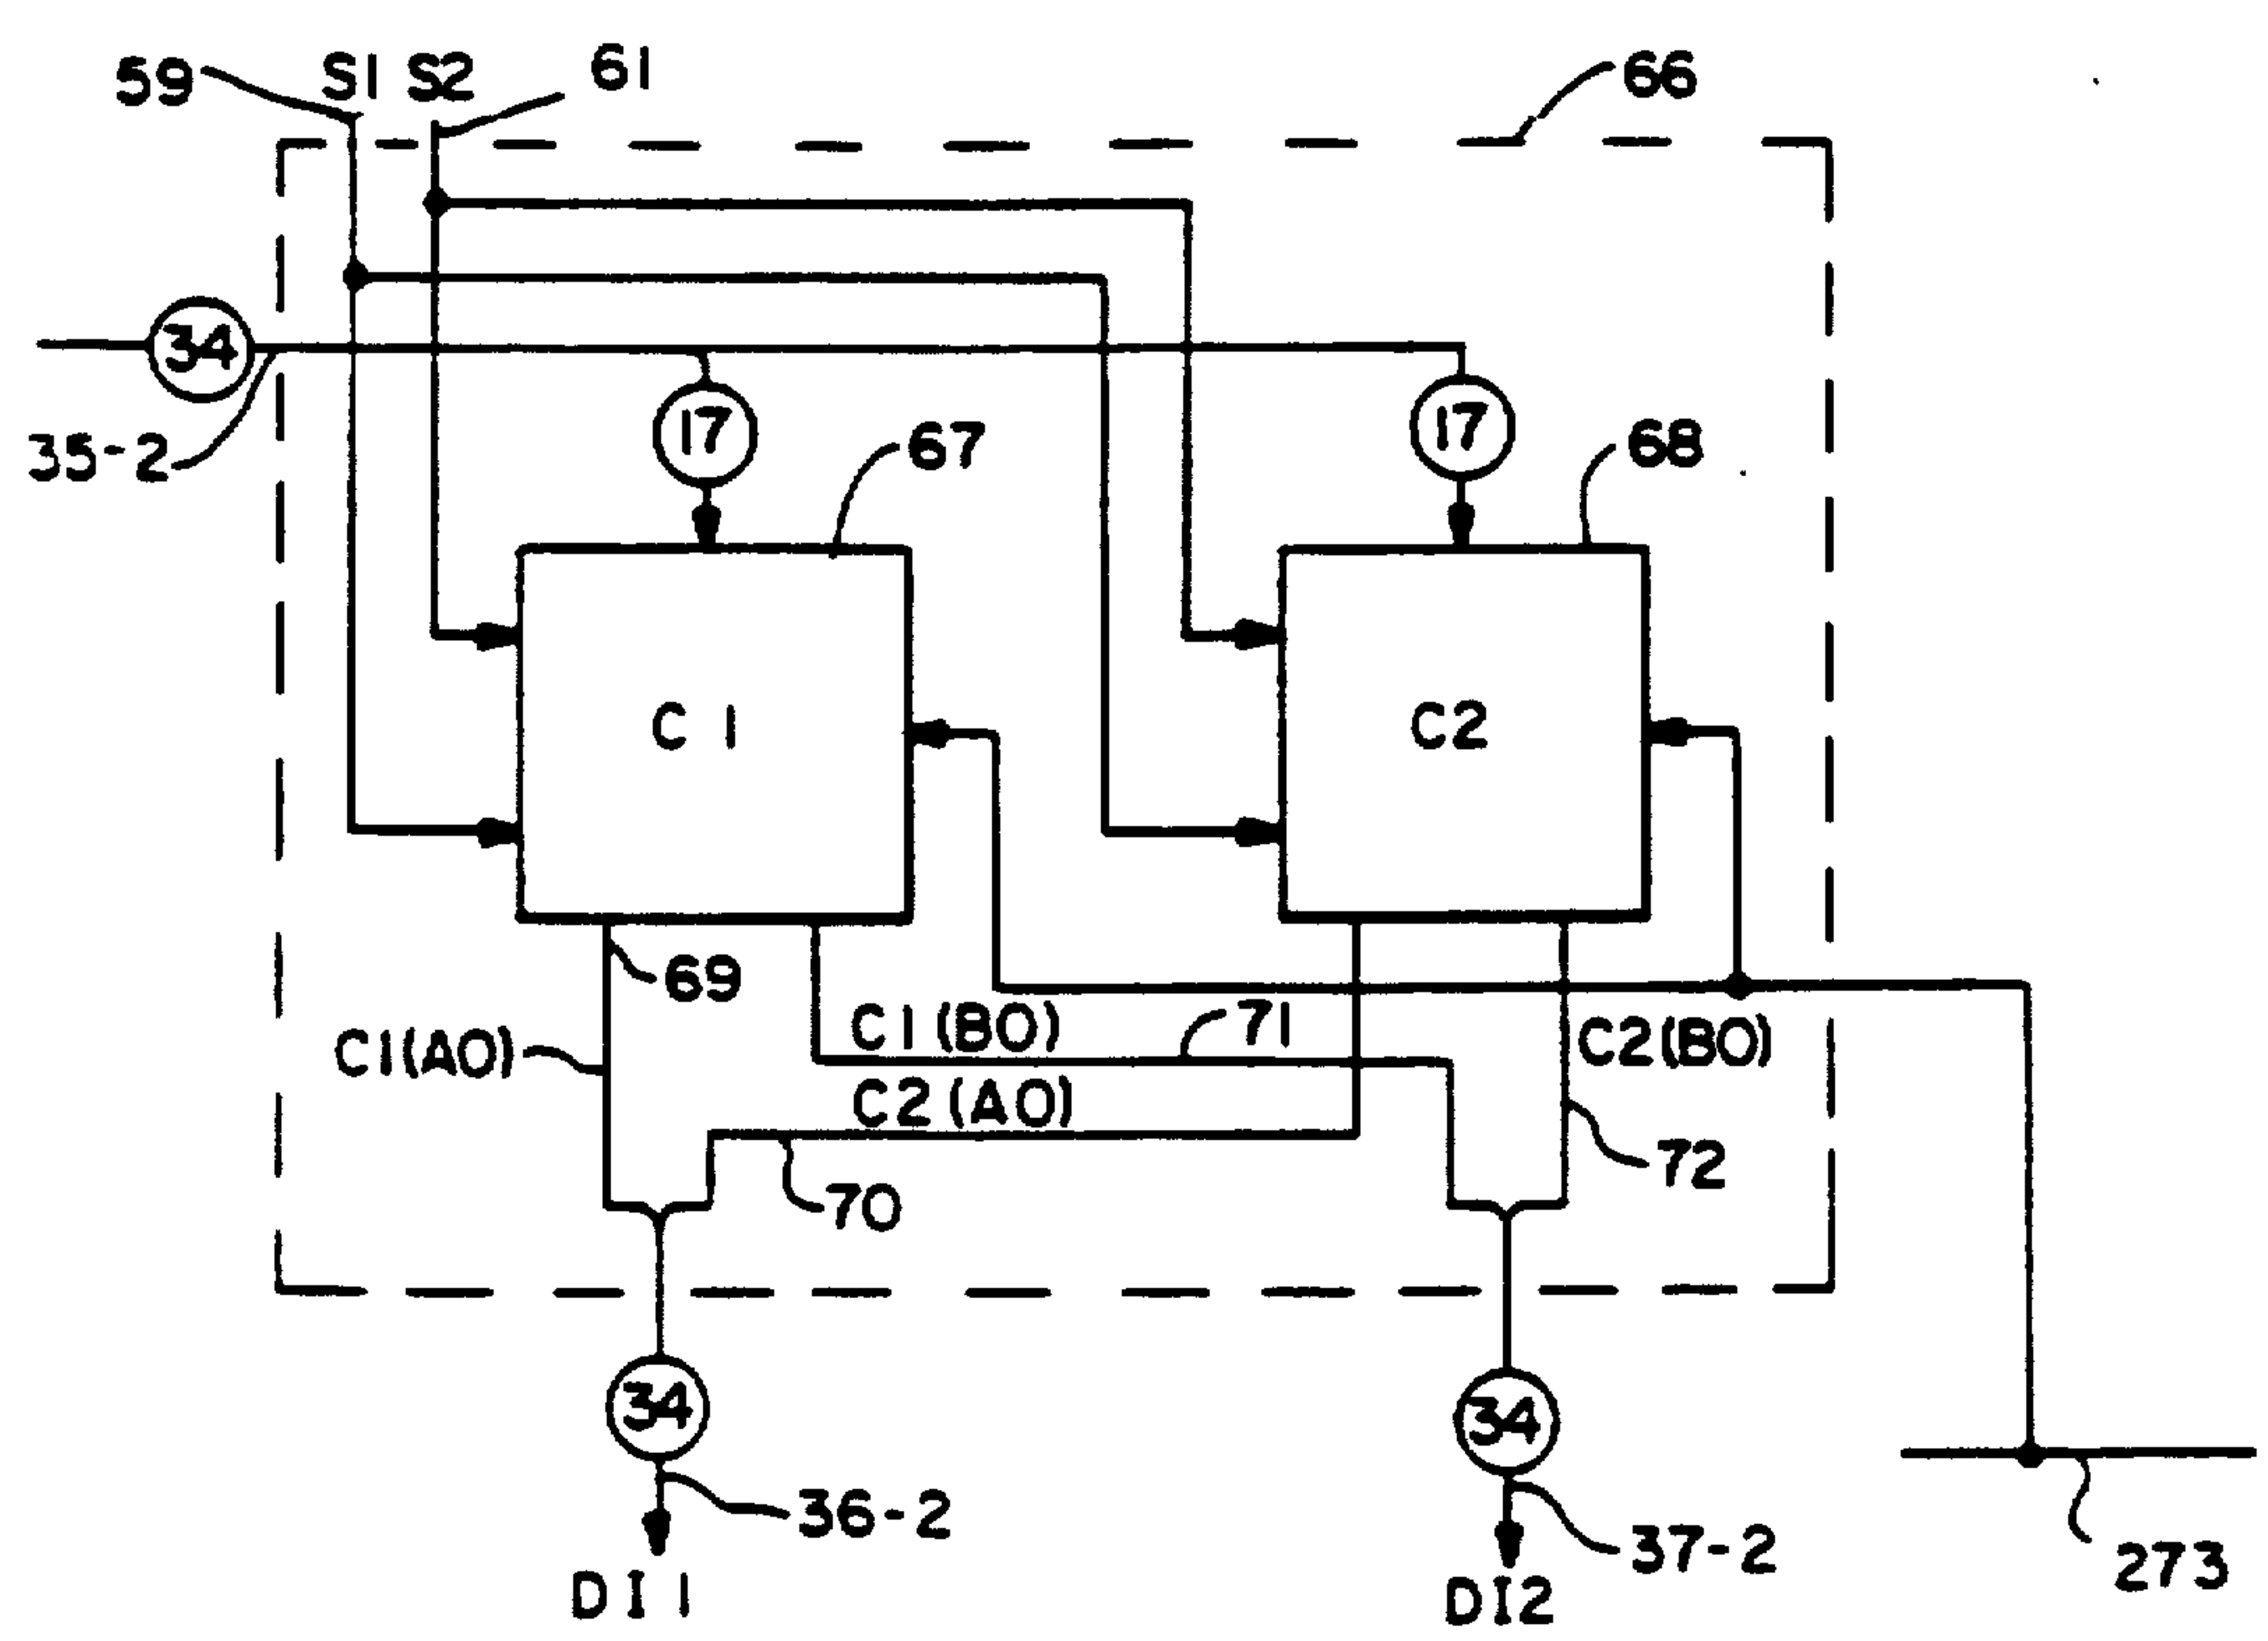 59
S1
S2
61
66
34
35-2
17
17
67
68
C 1
C2
69
C1(AO)
C1(BO)
71
C2(BO)
C2(AO)
70
72
34
34
36-2
37-2
273
DI 1
DI2